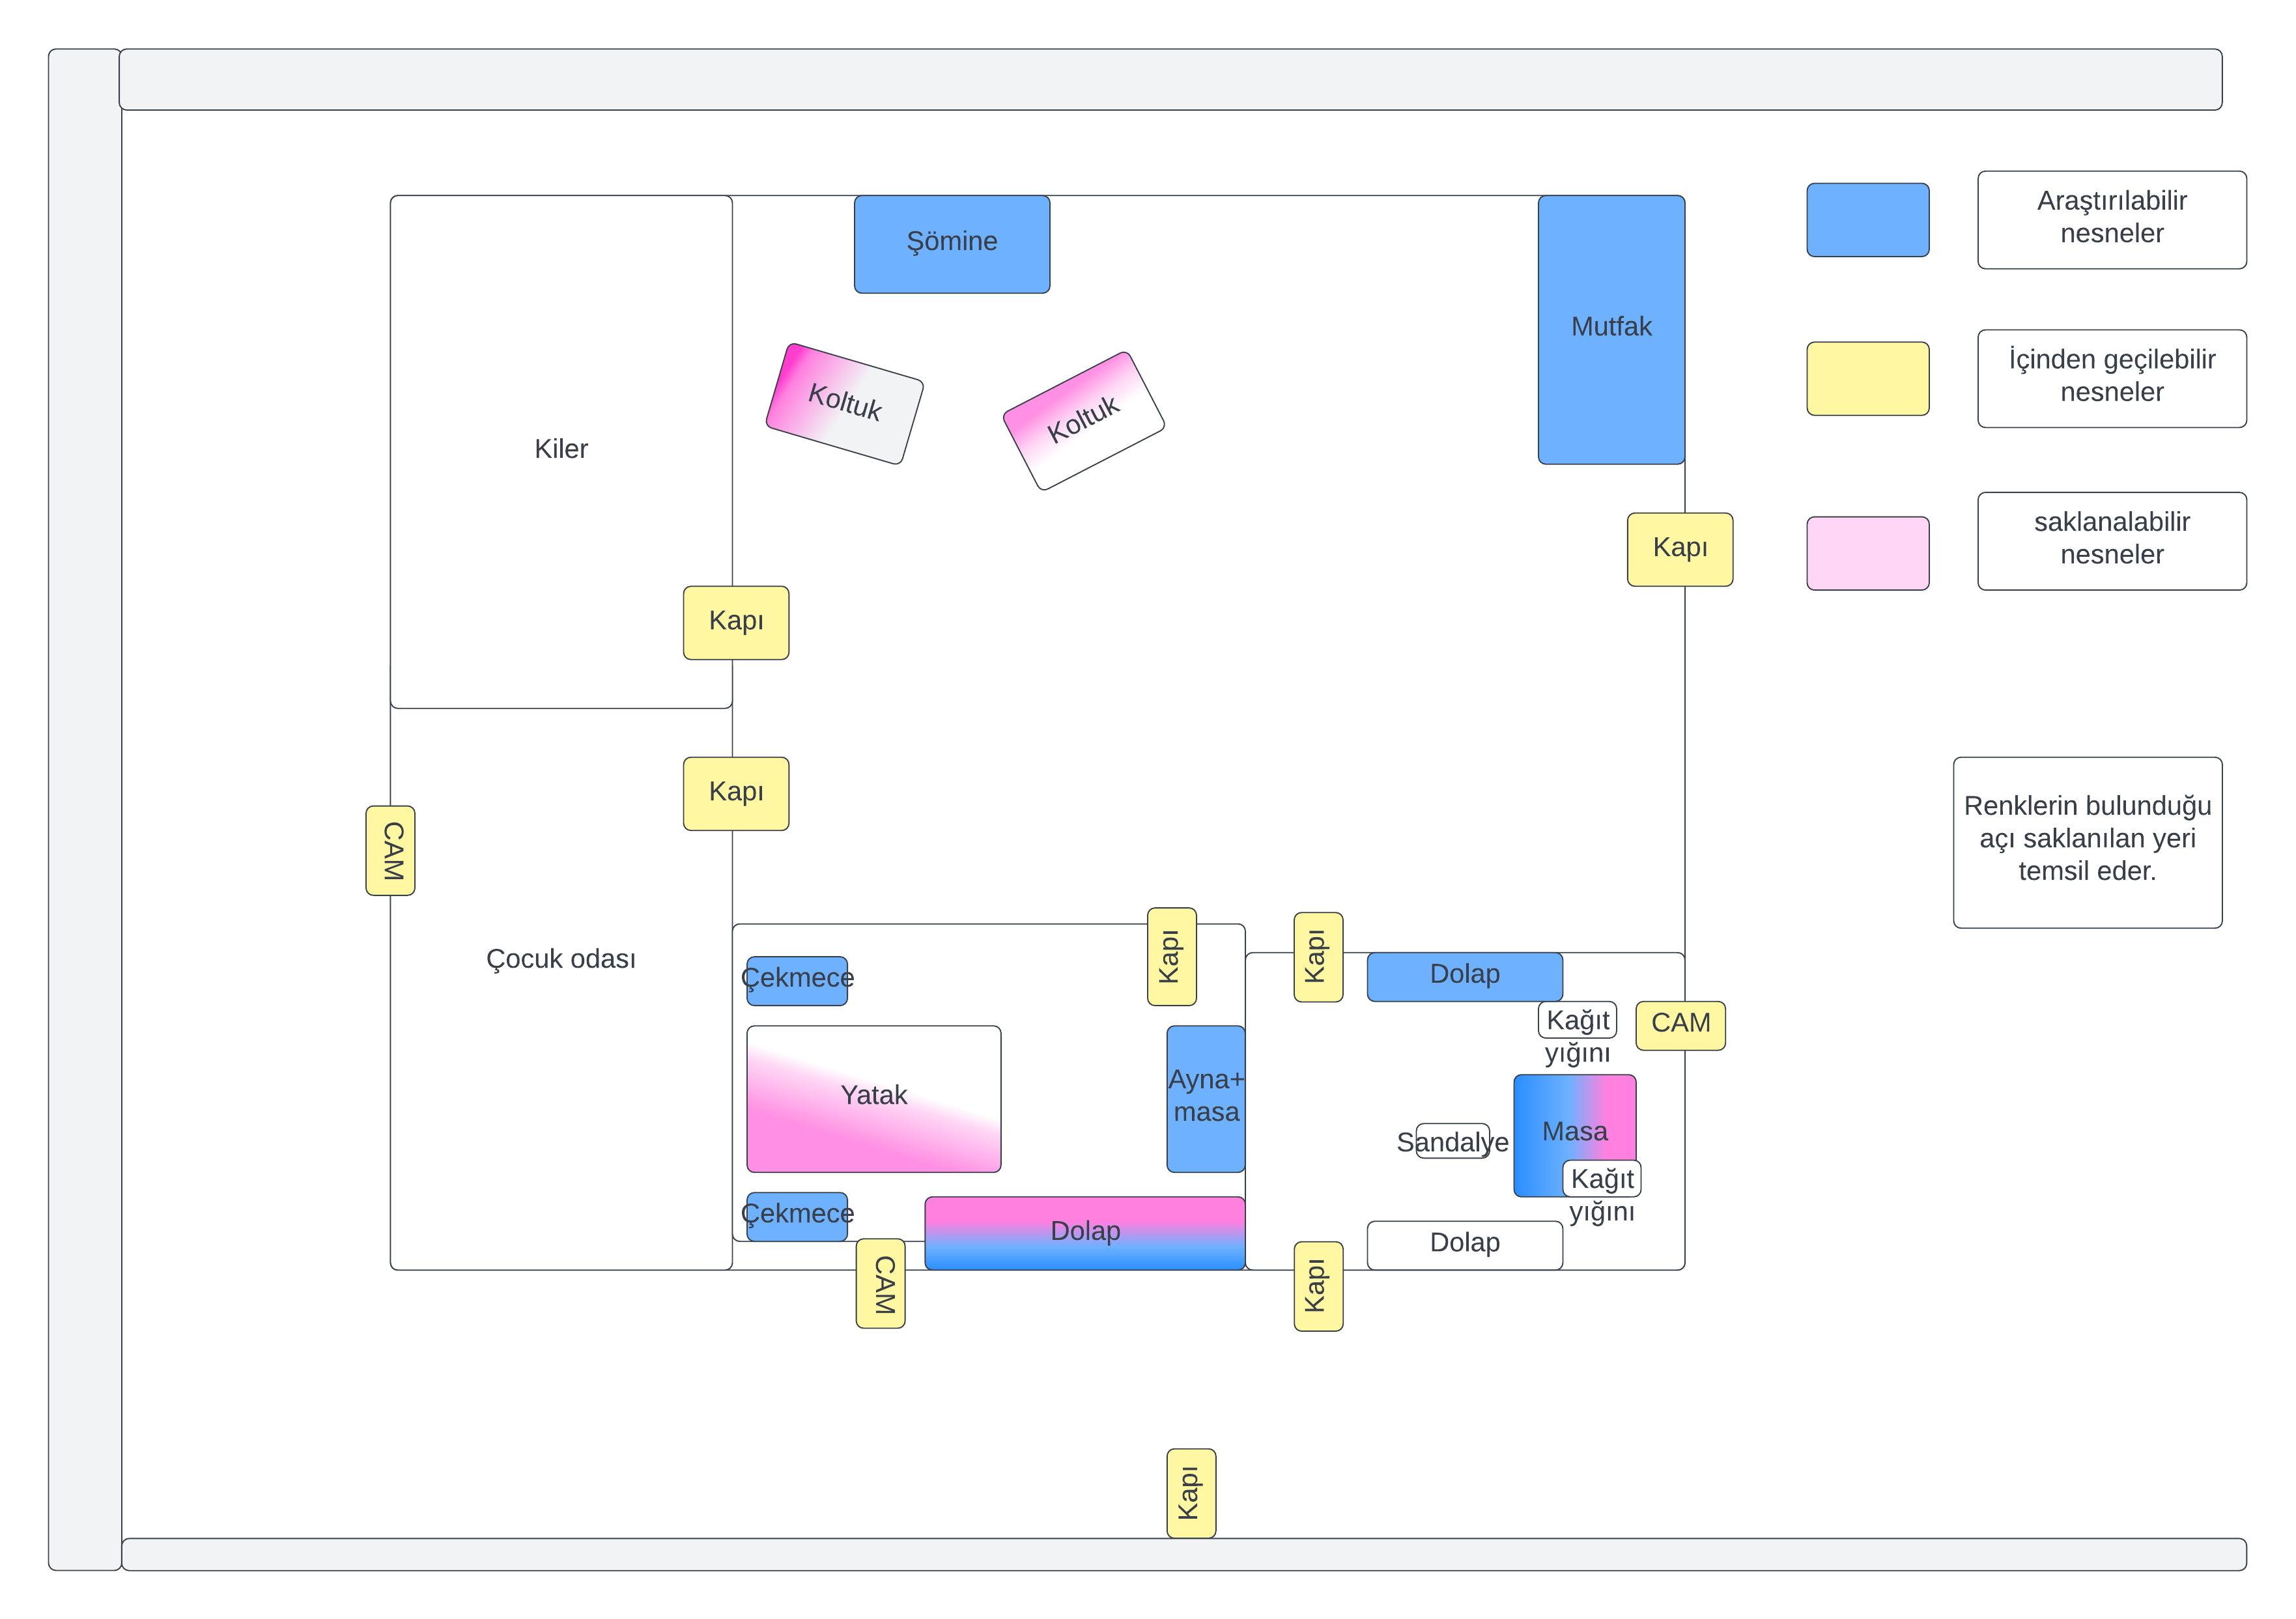 Şömine
Mutfak
Koltuk
Koltuk
Kiler
Kapı
Kapı
Kapı
CAM
Çocuk odası
Kapı
Kapı
Çekmece
Dolap
Kağıt
yığını
CAM
Yatak
Ayna+
masa
Sandalye
Masa
Kağıt
yığını
Çekmece
Dolap
Dolap
CAM
Kapı
Kapı
Araştırılabilir
nesneler
İçinden geçilebilir
nesneler
saklanalabilir
nesneler
Renklerin bulunduğu
açı saklanılan yeri
temsil eder.